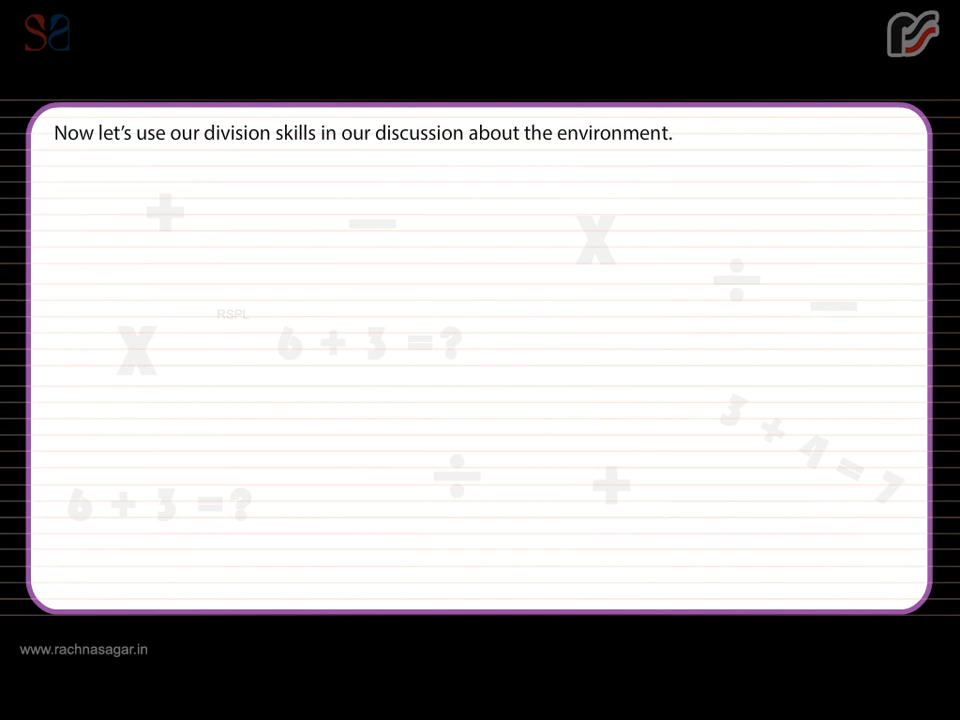 Now let's use our division skills in our discussion about the environment.
+ − X ÷ −
RSPL
X 6 + 3 = ?
3 + 4 = 7
÷ +
6 + 3 = ?
www.rachnasagar.in